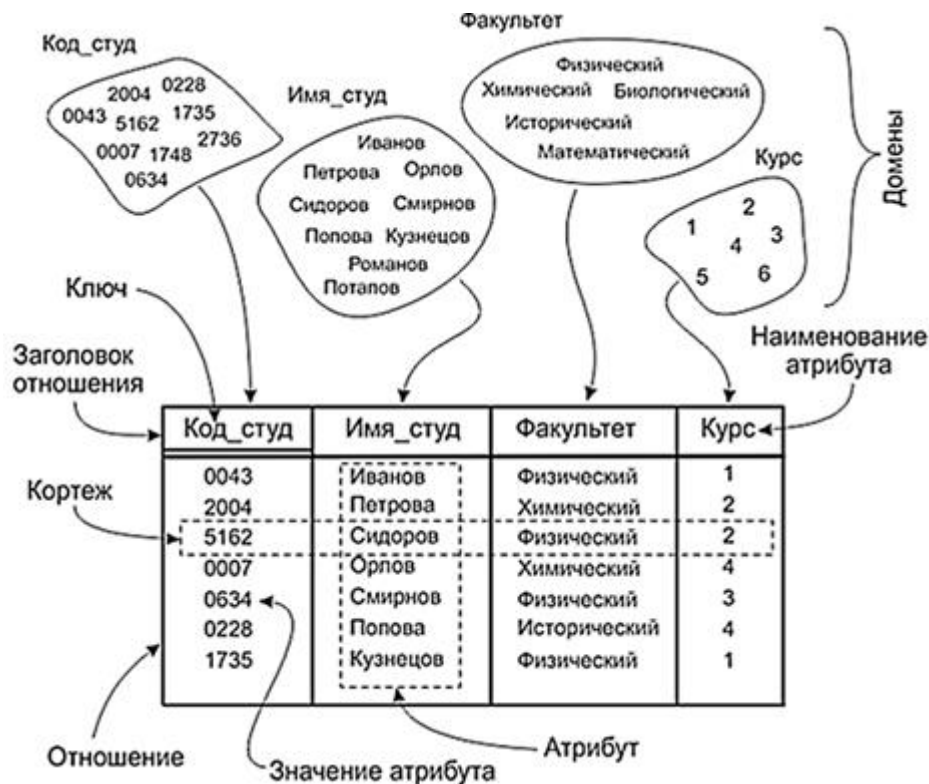 Факультет
Код_студ
Физический
Химический Биологический
Исторический
Математический
0228
2004
0043 1735
5162
2736
0007 1748
0634
Имя_студ
Иванов
Петрова Орлов
Сидоров Смирнов
Попова Кузнецов
Романов
Потапов
Курс
2
1 3
4
5 6
Домены
Ключ
Заголовок
отношения
Наименование
атрибута
Код_студ Имя_студ Факультет Курс
0043 Иванов Физический 1
2004 Петрова Химический 2
Кортеж
5162 Сидоров Физический 2
0007 Орлов Химический 4
0634 Смирнов Физический 3
0228 Попова Исторический 4
1735 Кузнецов Физический 1
Отношение
Значение атрибута
Атрибут